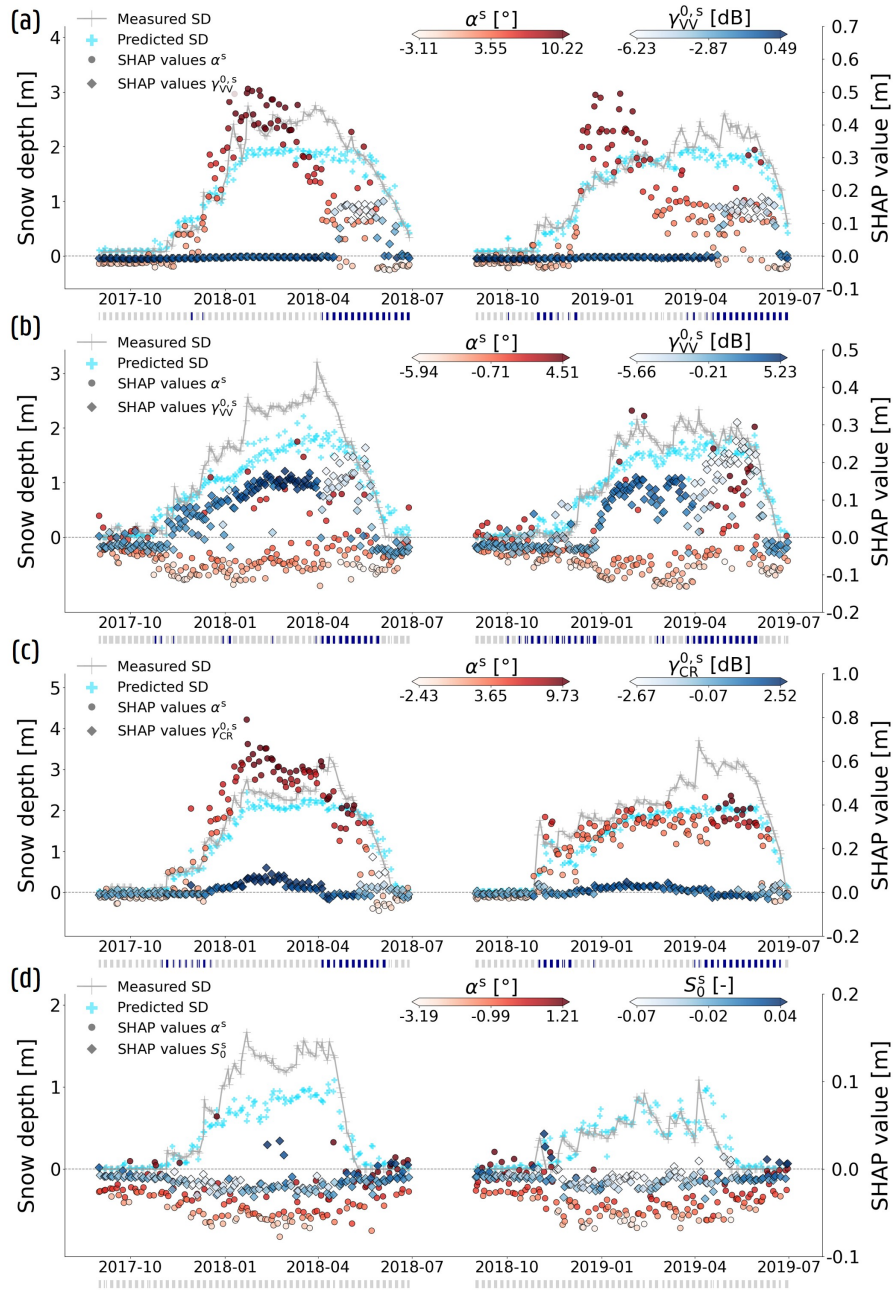 (a)
Measured SD
Predicted SD
SHAP values αˢ
SHAP values γ⁰,ˢ_VV
αˢ [°]
-3.11 3.55 10.22
γ⁰,ˢ_VV [dB]
-6.23 -2.87 0.49
Snow depth [m]
4
3
2
1
0
SHAP value [m]
0.7
0.6
0.5
0.4
0.3
0.2
0.1
0.0
-0.1
2017-10 2018-01 2018-04 2018-07 2018-10 2019-01 2019-04 2019-07
(b)
Measured SD
Predicted SD
SHAP values αˢ
SHAP values γ⁰,ˢ_VV
αˢ [°]
-5.94 -0.71 4.51
γ⁰,ˢ_VV [dB]
-5.66 -0.21 5.23
Snow depth [m]
3
2
1
0
SHAP value [m]
0.5
0.4
0.3
0.2
0.1
0.0
-0.1
-0.2
2017-10 2018-01 2018-04 2018-07 2018-10 2019-01 2019-04 2019-07
(c)
Measured SD
Predicted SD
SHAP values αˢ
SHAP values γ⁰,ˢ_CR
αˢ [°]
-2.43 3.65 9.73
γ⁰,ˢ_CR [dB]
-2.67 -0.07 2.52
Snow depth [m]
5
4
3
2
1
0
SHAP value [m]
1.0
0.8
0.6
0.4
0.2
0.0
-0.2
2017-10 2018-01 2018-04 2018-07 2018-10 2019-01 2019-04 2019-07
(d)
Measured SD
Predicted SD
SHAP values αˢ
SHAP values S₀ˢ
αˢ [°]
-3.19 -0.99 1.21
S₀ˢ [-]
-0.07 -0.02 0.04
Snow depth [m]
2
1
0
SHAP value [m]
0.2
0.1
0.0
-0.1
2017-10 2018-01 2018-04 2018-07 2018-10 2019-01 2019-04 2019-07